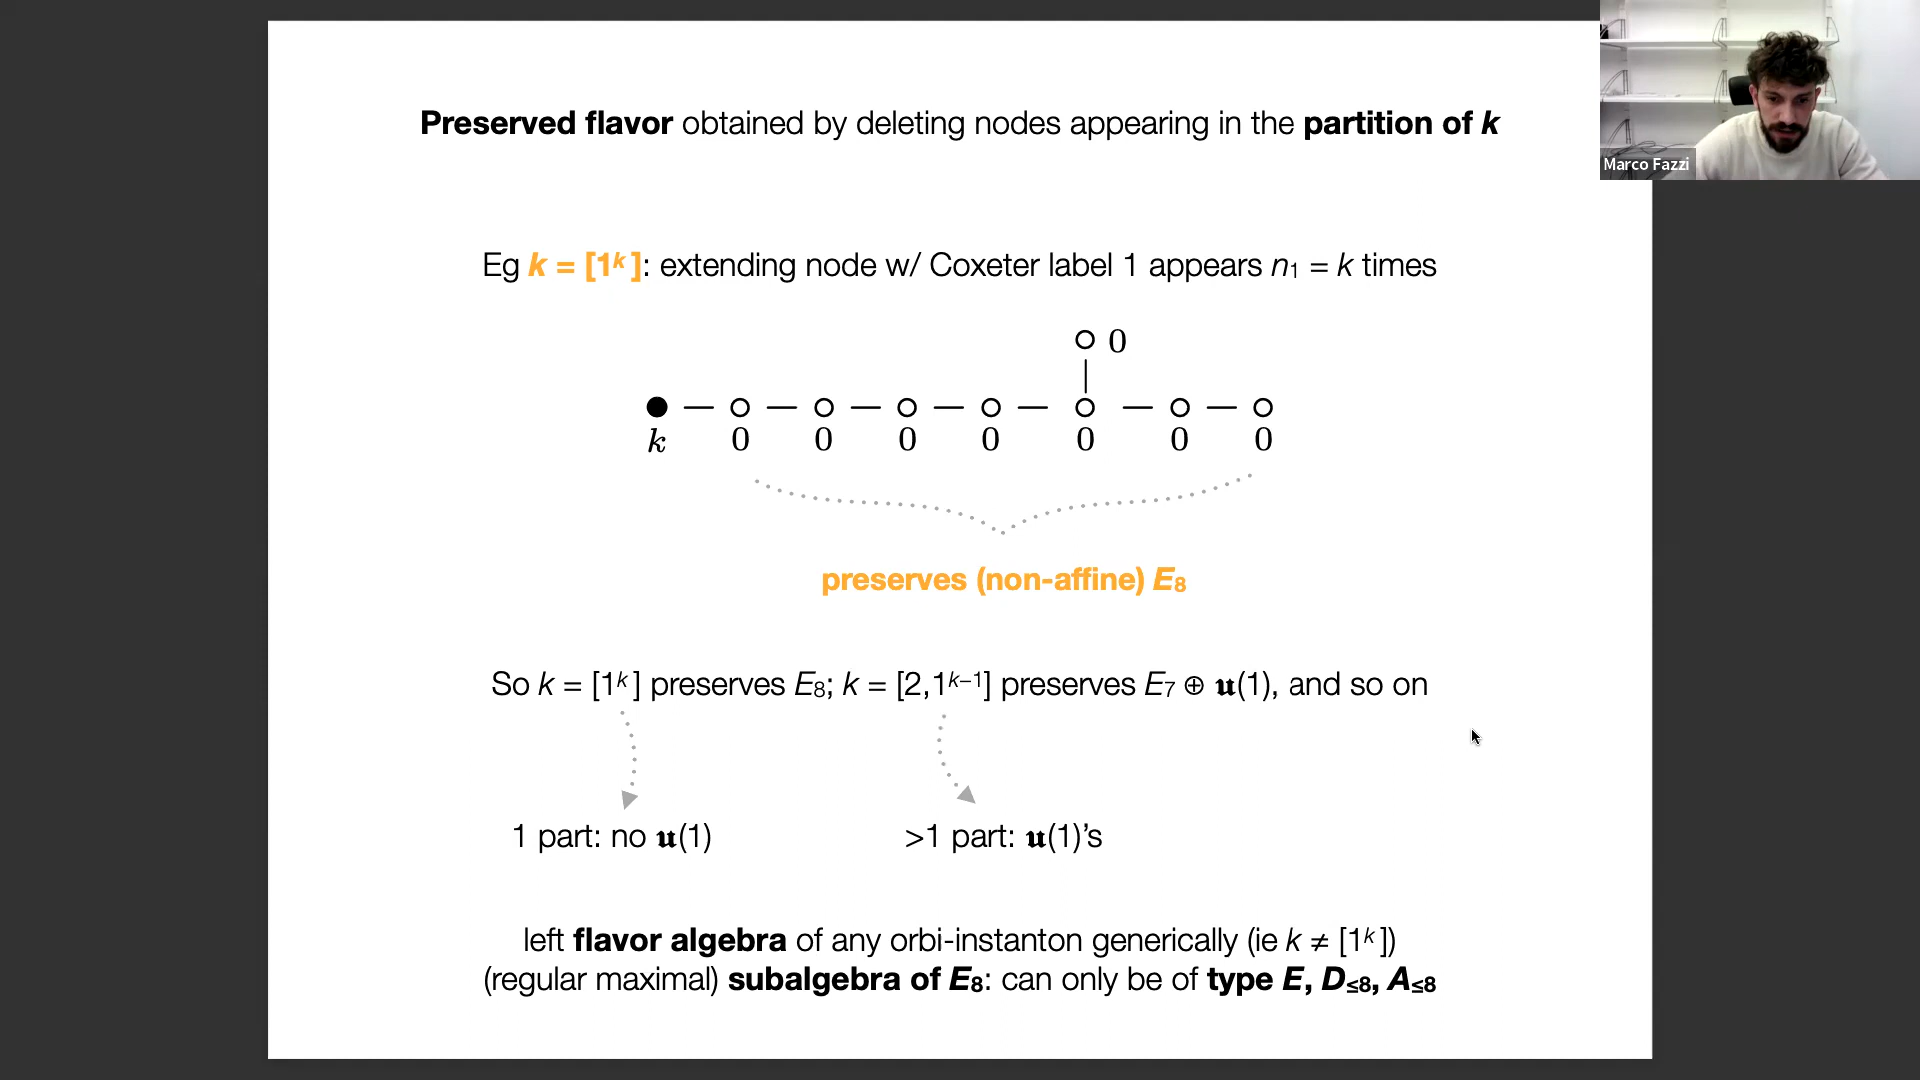 Preserved flavor obtained by deleting nodes appearing in the partition of k
Marco Fazzi
Eg k = [1ᵏ]: extending node w/ Coxeter label 1 appears n₁ = k times
0
k 0 0 0 0 0 0 0
preserves (non-affine) E₈
So k = [1ᵏ] preserves E₈; k = [2,1ᵏ⁻¹] preserves E₇ ⊕ 𝖚(1), and so on
1 part: no 𝖚(1)
>1 part: 𝖚(1)’s
left flavor algebra of any orbi-instanton generically (ie k ≠ [1ᵏ])
(regular maximal) subalgebra of E₈: can only be of type E, D≤₈, A≤₈